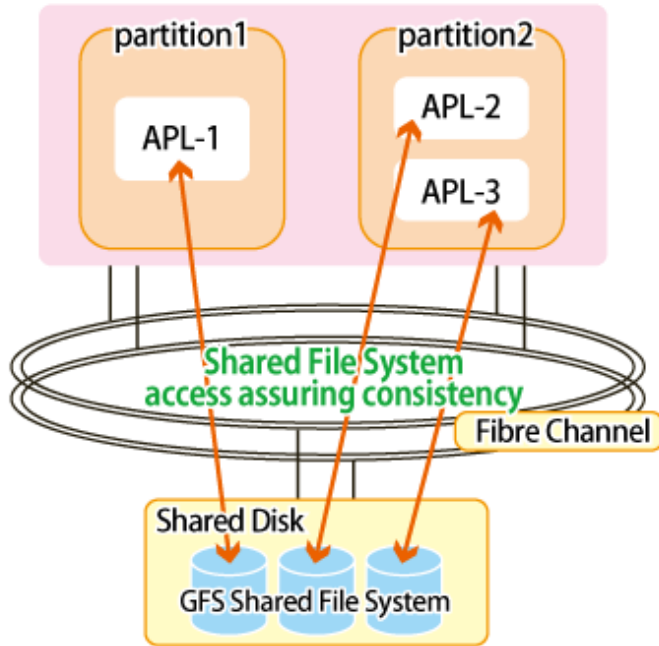 partition1
partition2
APL-1
APL-2
APL-3
Shared File System
access assuring consistency
Fibre Channel
Shared Disk
GFS Shared File System